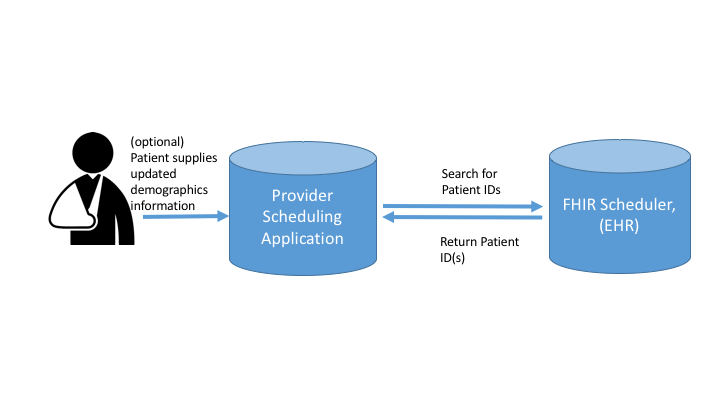 (optional)
Patient supplies
updated
demographics
information
Provider
Scheduling
Application
Search for
Patient IDs
Return Patient
ID(s)
FHIR Scheduler,
(EHR)